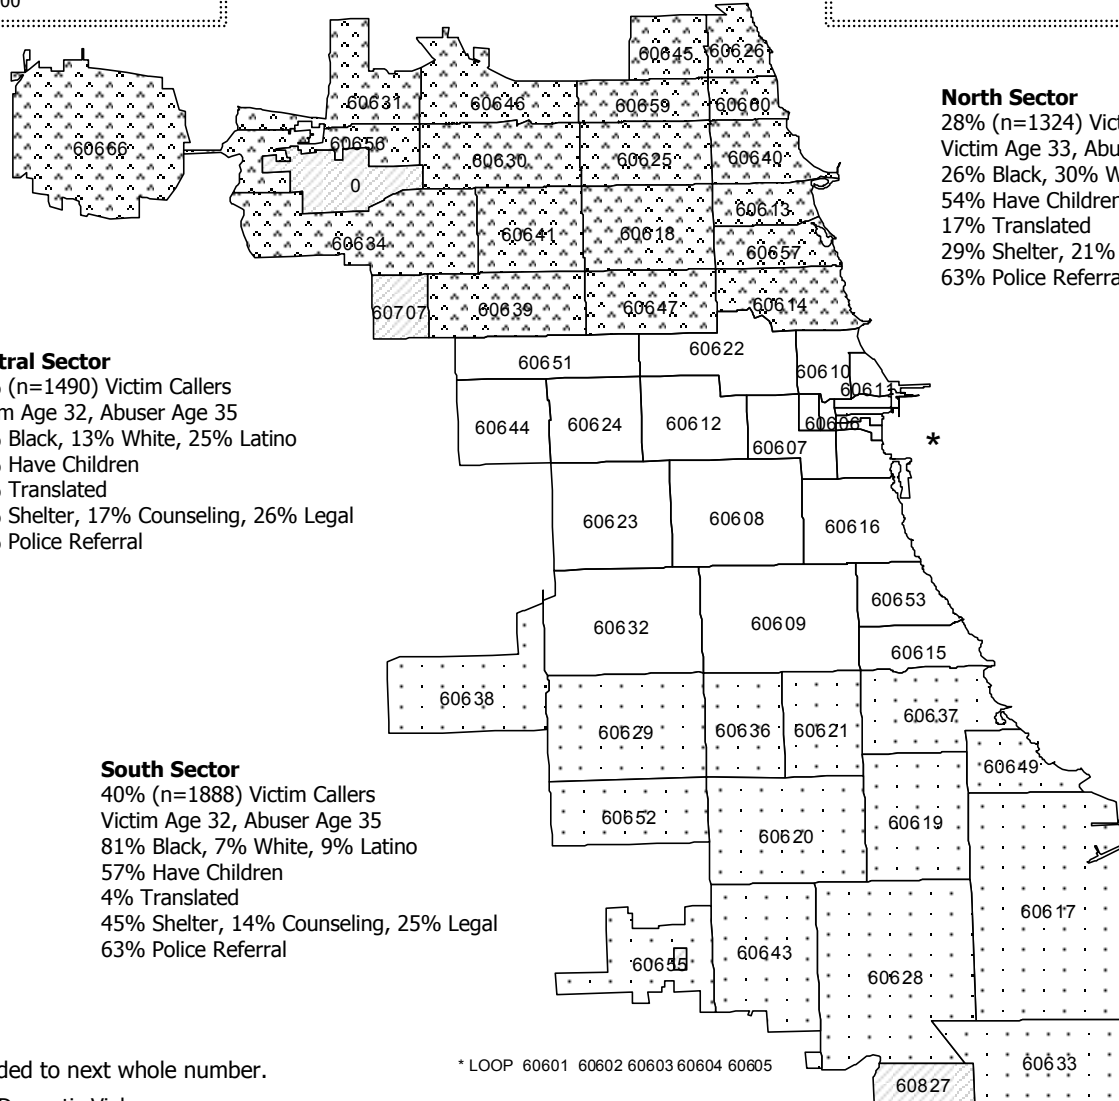 00
60645 60626
60631 60646 60659 60660
60666 60656 60630 60625 60640
0
60634 60641 60618 60613
60657
60707 60639 60647 60614
60651 60622 60610 60611
60644 60624 60612 60607 60606
*
60623 60608 60616
60632 60609 60653
60615
60638 60629 60636 60621 60637
60649
60652 60620 60619
60617
60655 60643 60628
60633
60827
North Sector
28% (n=1324) Vict
Victim Age 33, Abu
26% Black, 30% W
54% Have Children
17% Translated
29% Shelter, 21%
63% Police Referra
tral Sector
(n=1490) Victim Callers
m Age 32, Abuser Age 35
Black, 13% White, 25% Latino
Have Children
Translated
Shelter, 17% Counseling, 26% Legal
Police Referral
South Sector
40% (n=1888) Victim Callers
Victim Age 32, Abuser Age 35
81% Black, 7% White, 9% Latino
57% Have Children
4% Translated
45% Shelter, 14% Counseling, 25% Legal
63% Police Referral
ded to next whole number.
* LOOP 60601 60602 60603 60604 60605